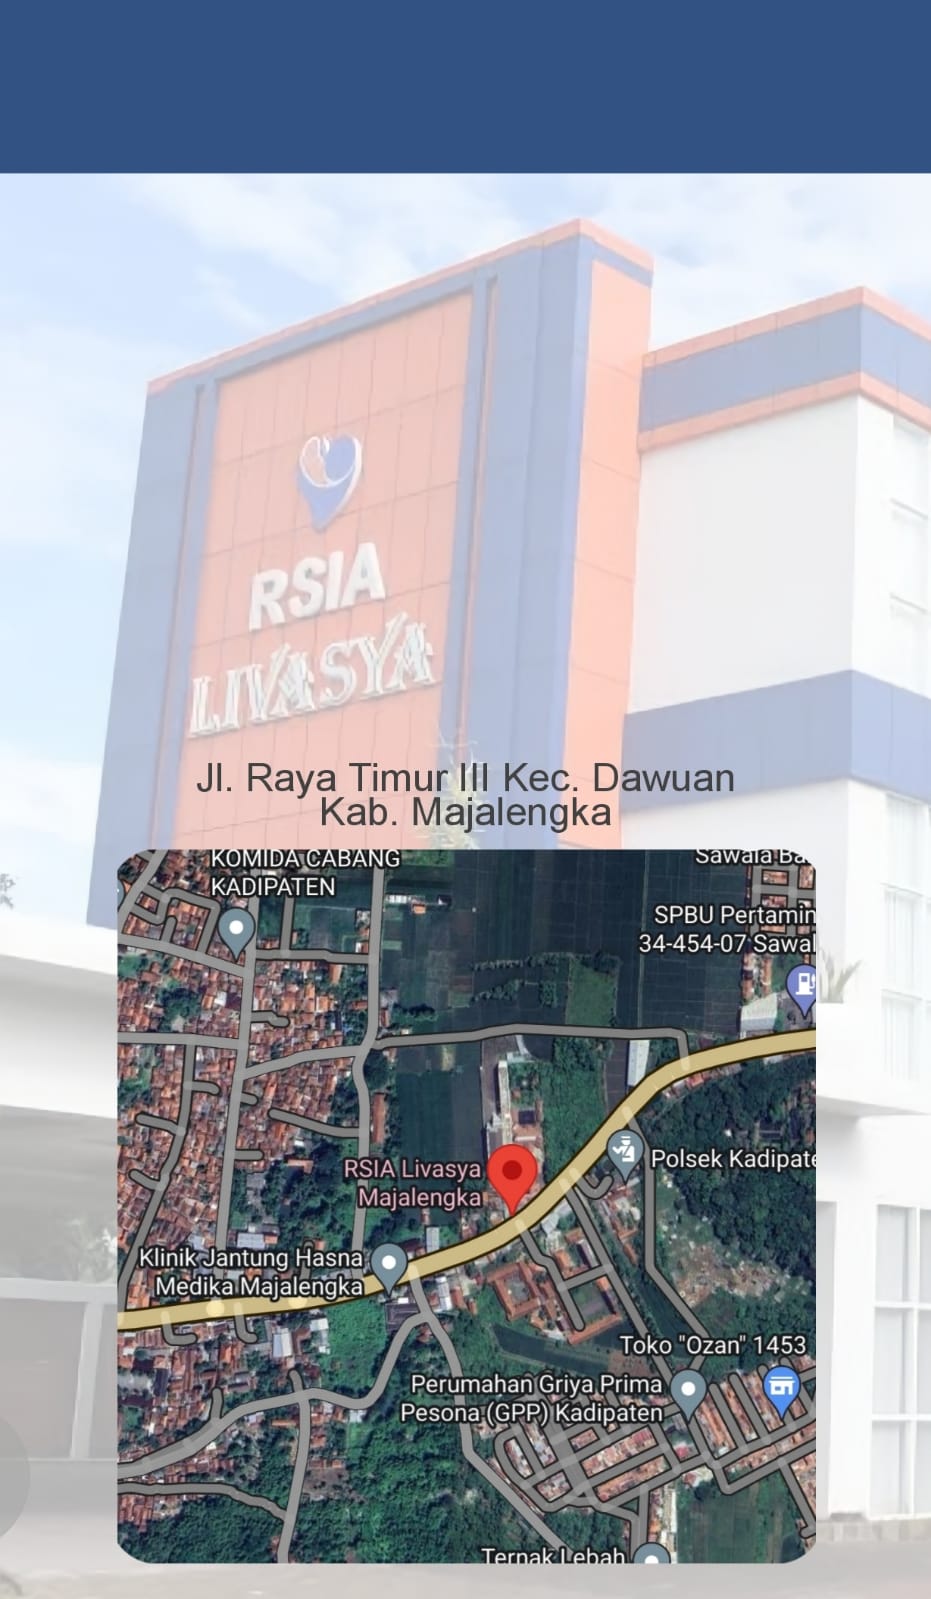 RSIA
LIVASYA
Jl. Raya Timur III Kec. Dawuan
Kab. Majalengka
KOMIDA CABANG
KADIPATEN
SPBU Pertamin
34-454-07 Sawal
RSIA Livasya
Majalengka
Polsek Kadipate
Klinik Jantung Hasna
Medika Majalengka
Toko "Ozan" 1453
Perumahan Griya Prima
Pesona (GPP) Kadipaten
Ternak Lebah